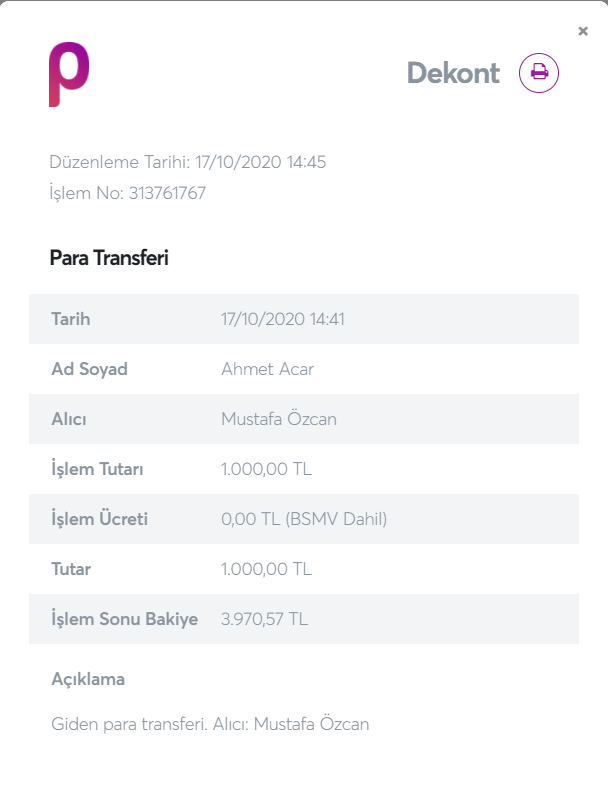 ×
p
Dekont
Düzenleme Tarihi: 17/10/2020 14:45
İşlem No: 313761767
Para Transferi
Tarih 17/10/2020 14:41
Ad Soyad Ahmet Acar
Alıcı Mustafa Özcan
İşlem Tutarı 1.000,00 TL
İşlem Ücreti 0,00 TL (BSMV Dahil)
Tutar 1.000,00 TL
İşlem Sonu Bakiye 3.970,57 TL
Açıklama
Giden para transferi. Alıcı: Mustafa Özcan